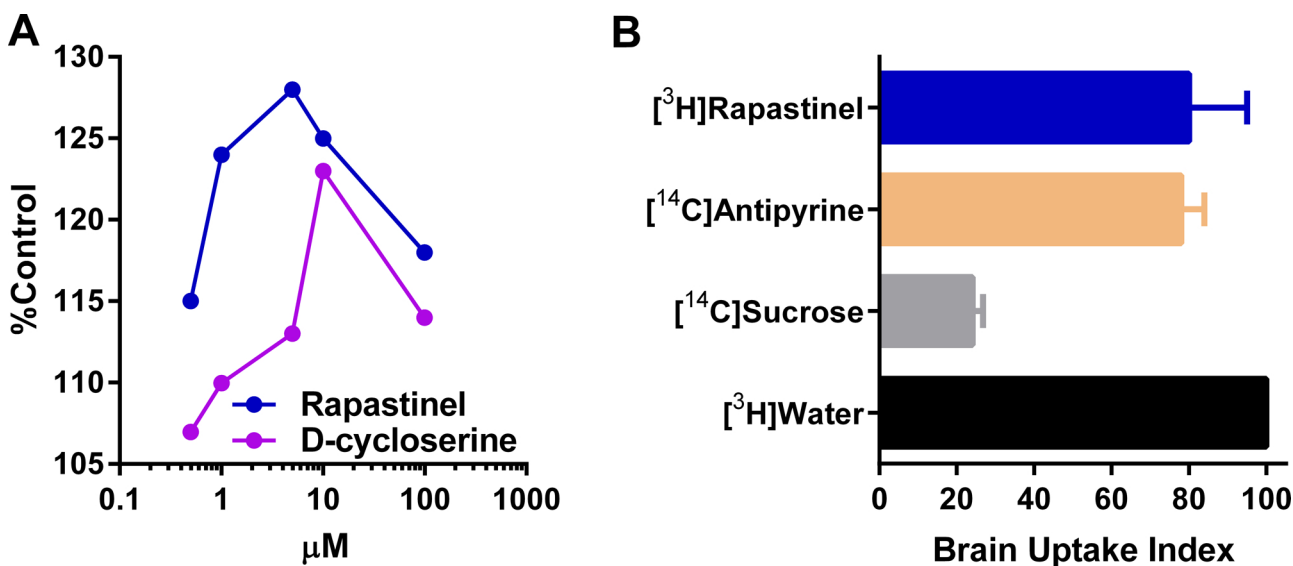 A
130
125
120
115
110
105
%Control
0.1 1 10 100 1000
μM
Rapastinel
D-cycloserine
B
[³H]Rapastinel
[¹⁴C]Antipyrine
[¹⁴C]Sucrose
[³H]Water
0 20 40 60 80 100
Brain Uptake Index